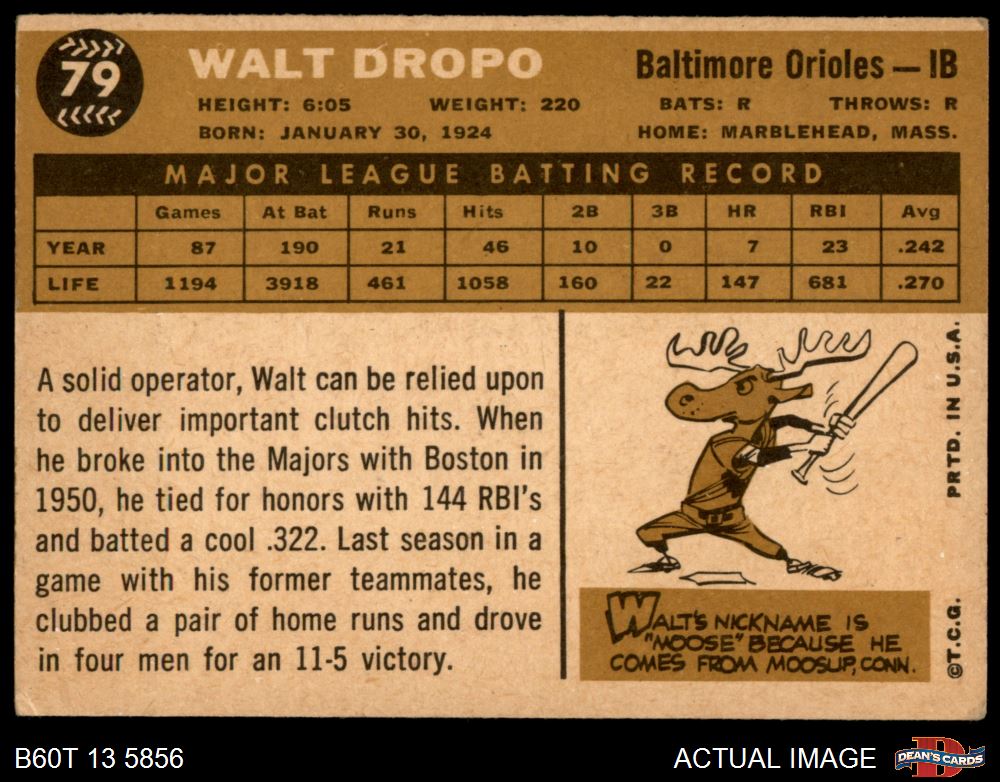 79
WALT DROPO
Baltimore Orioles — 1B
HEIGHT: 6:05 WEIGHT: 220 BATS: R THROWS: R
BORN: JANUARY 30, 1924 HOME: MARBLEHEAD, MASS.
MAJOR LEAGUE BATTING RECORD
Games At Bat Runs Hits 2B 3B HR RBI Avg
YEAR 87 190 21 46 10 0 7 23 .242
LIFE 1194 3918 461 1058 160 22 147 681 .270
A solid operator, Walt can be relied upon
to deliver important clutch hits. When
he broke into the Majors with Boston in
1950, he tied for honors with 144 RBI's
and batted a cool .322. Last season in a
game with his former teammates, he
clubbed a pair of home runs and drove
in four men for an 11-5 victory.
WALT'S NICKNAME IS
"MOOSE" BECAUSE HE
COMES FROM MOOSUP, CONN.
©T.C.G. PRTD. IN U.S.A.
B60T 13 5856
ACTUAL IMAGE
D
DEAN'S CARDS